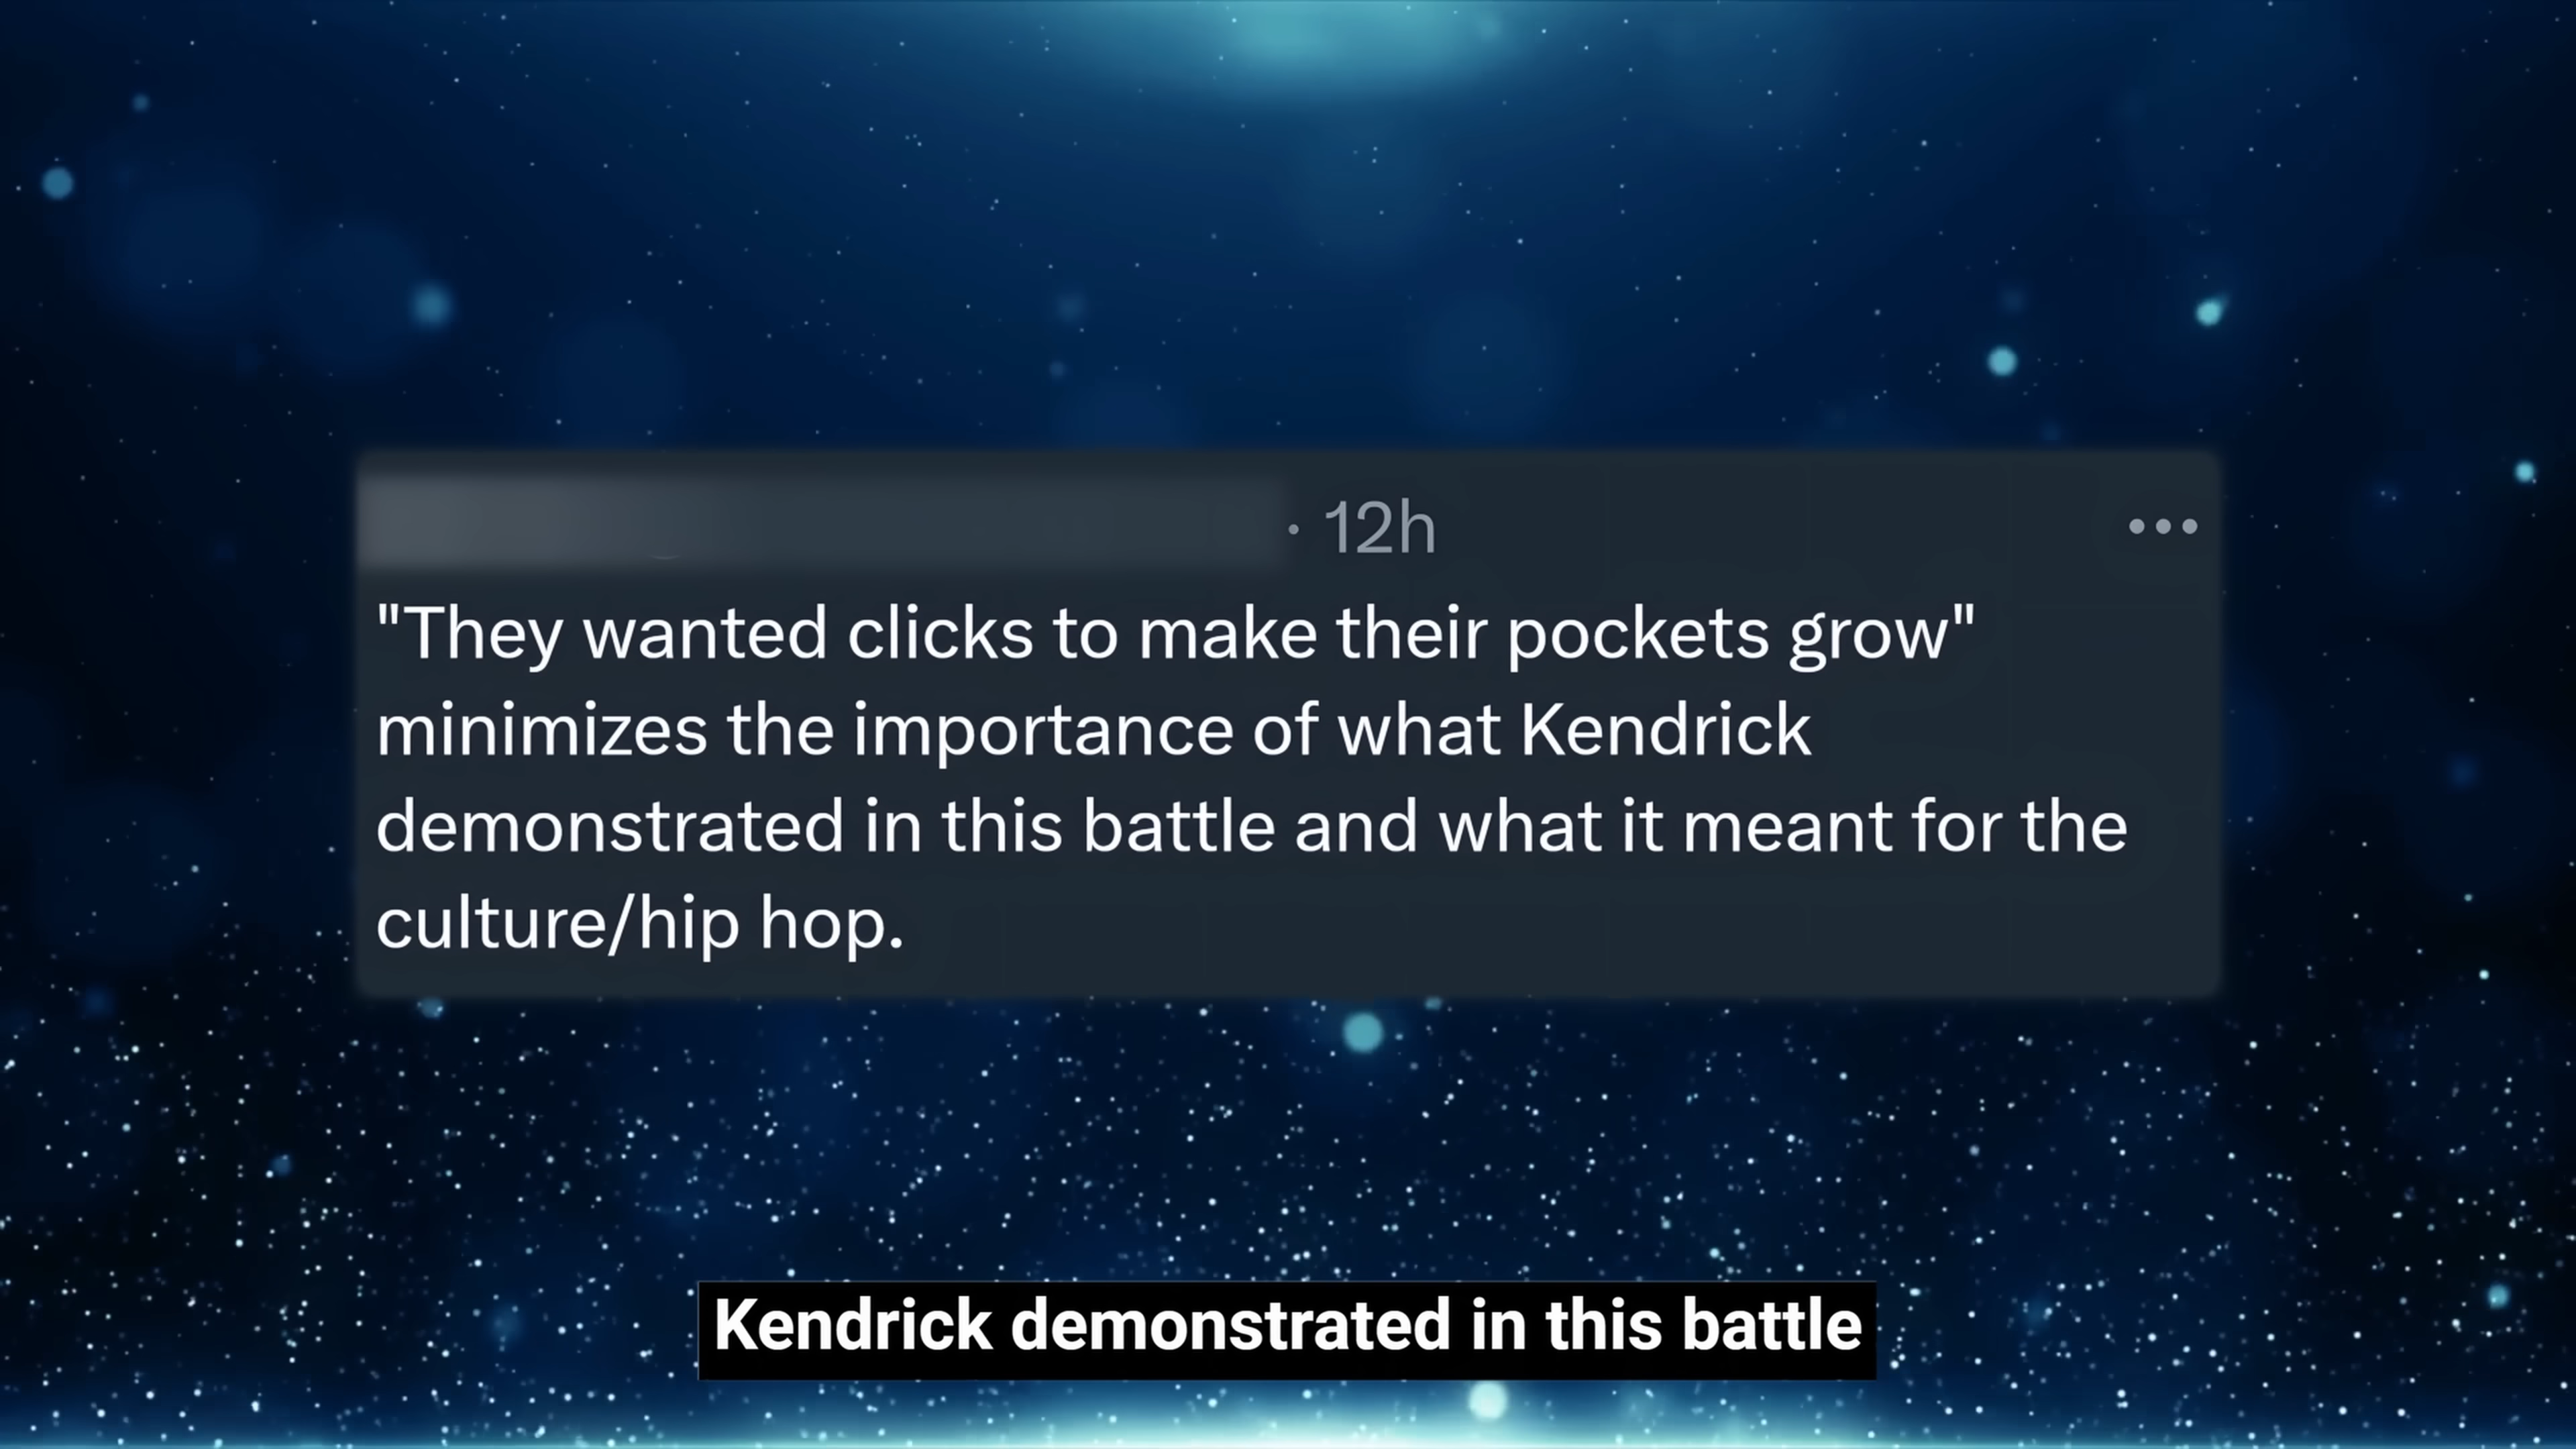 · 12h
"They wanted clicks to make their pockets grow"
minimizes the importance of what Kendrick
demonstrated in this battle and what it meant for the
culture/hip hop.
Kendrick demonstrated in this battle